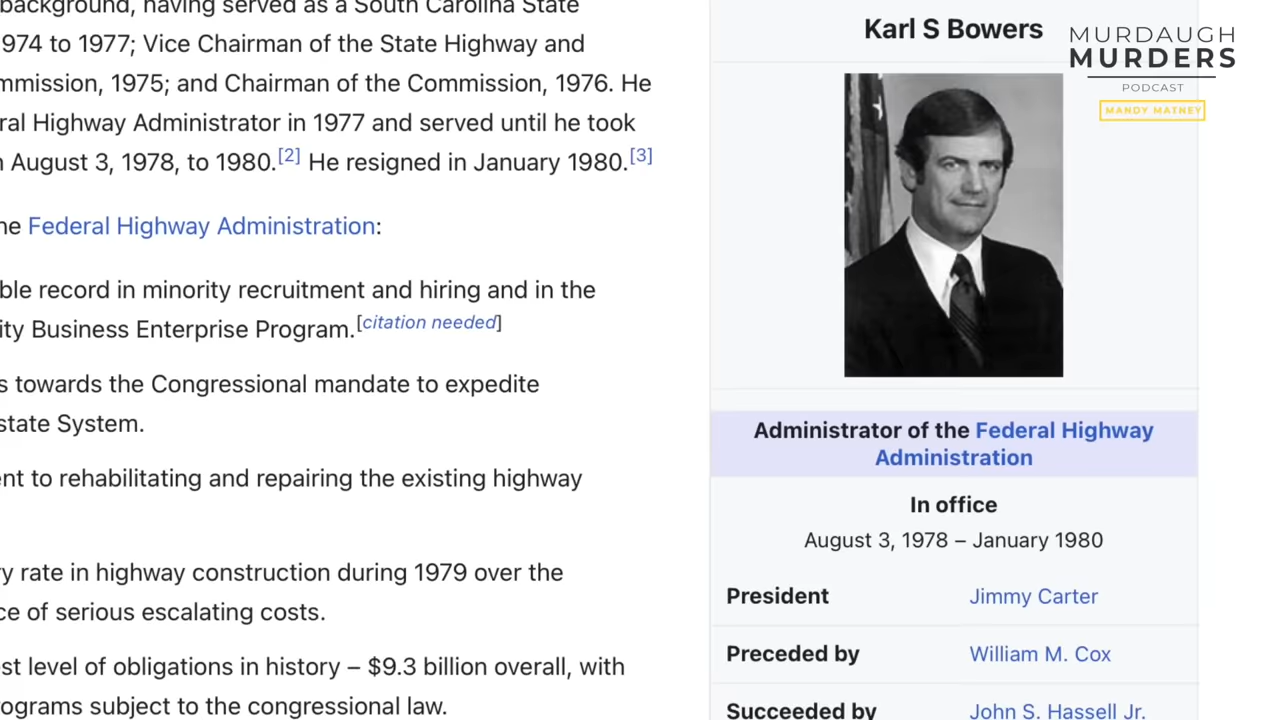 background, having served as a South Carolina State
974 to 1977; Vice Chairman of the State Highway and
mmission, 1975; and Chairman of the Commission, 1976. He
ral Highway Administrator in 1977 and served until he took
August 3, 1978, to 1980.[2] He resigned in January 1980.[3]
he Federal Highway Administration:
ble record in minority recruitment and hiring and in the
ity Business Enterprise Program.[citation needed]
s towards the Congressional mandate to expedite
state System.
nt to rehabilitating and repairing the existing highway
ry rate in highway construction during 1979 over the
ce of serious escalating costs.
st level of obligations in history – $9.3 billion overall, with
rograms subject to the congressional law.
Karl S Bowers
Administrator of the Federal Highway
Administration
In office
August 3, 1978 – January 1980
President Jimmy Carter
Preceded by William M. Cox
Succeeded by John S. Hassell Jr.
MURDAUGH
MURDERS
PODCAST
MANDY MATNEY